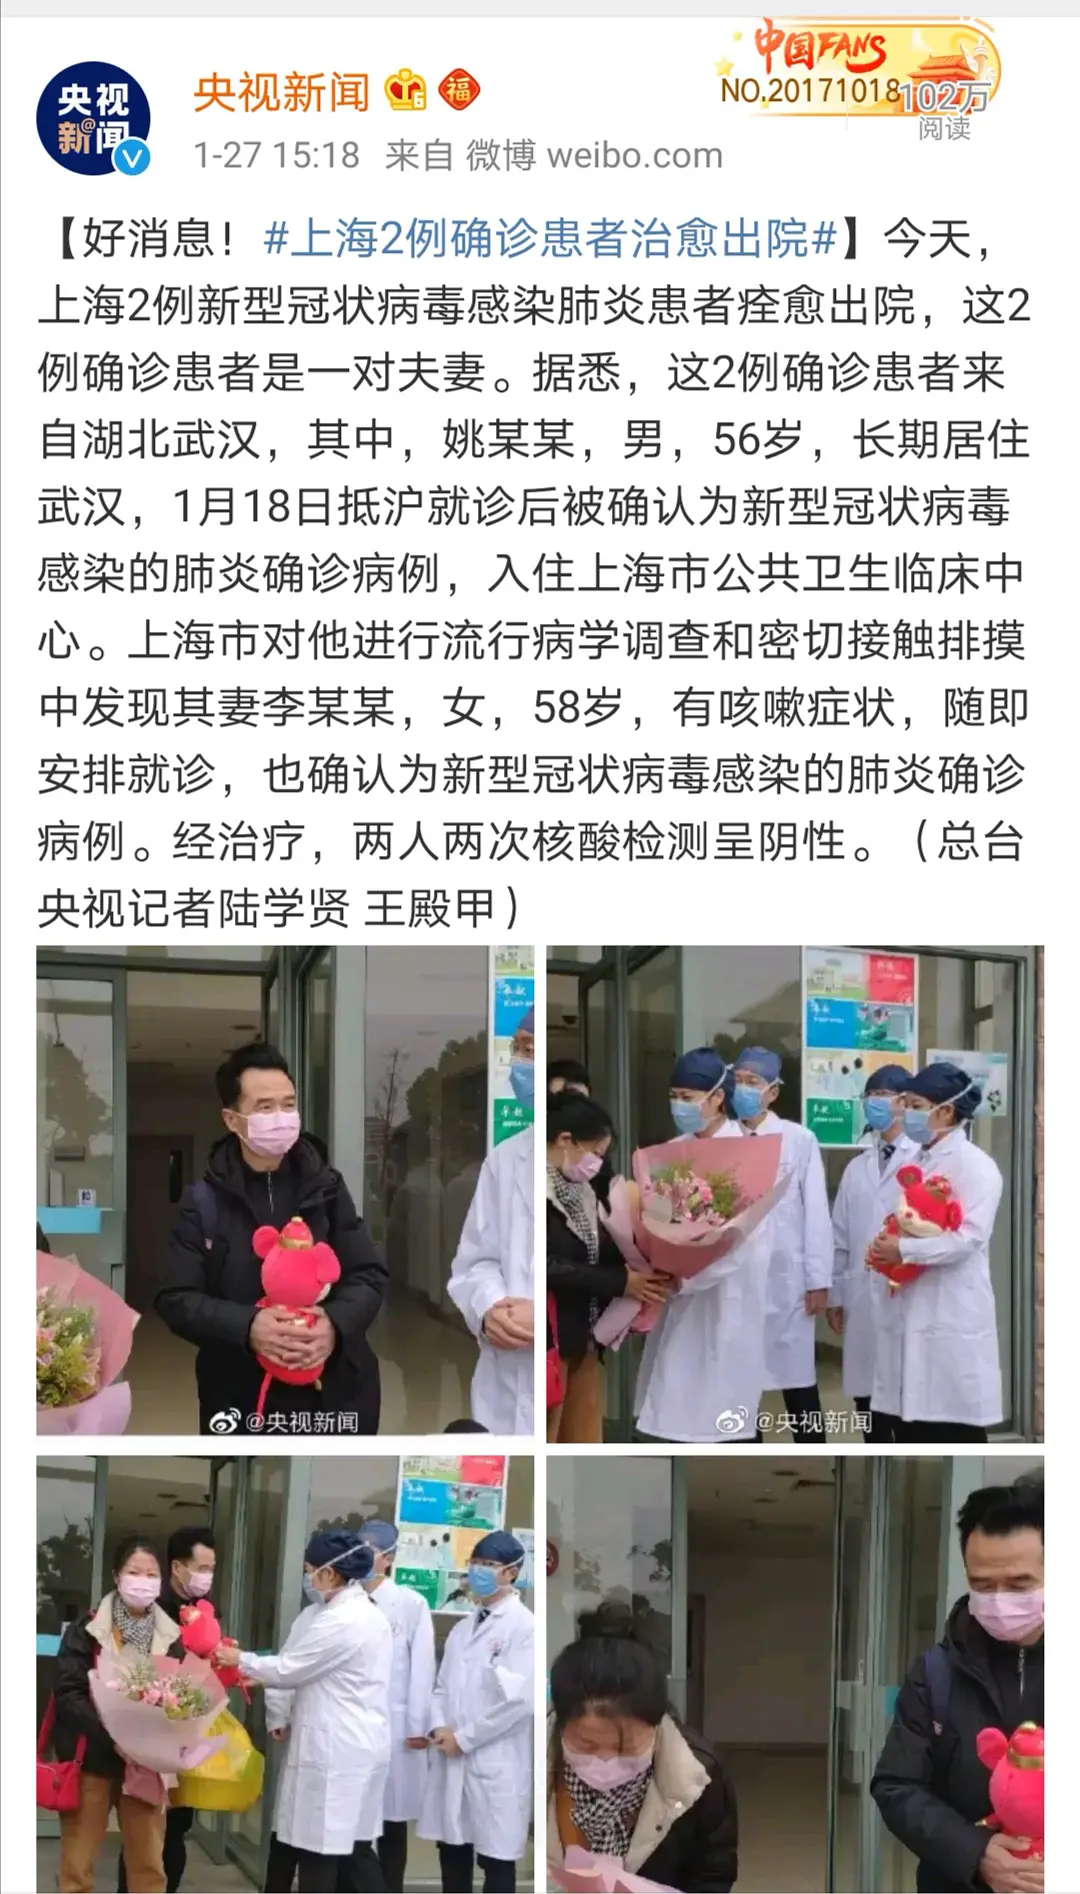 央视
新@闻
央视新闻
福
中国FANS
NO.20171018
102万
阅读
1-27 15:18 来自 微博 weibo.com
【好消息！#上海2例确诊患者治愈出院#】今天，
上海2例新型冠状病毒感染肺炎患者痊愈出院，这2
例确诊患者是一对夫妻。据悉，这2例确诊患者来
自湖北武汉，其中，姚某某，男，56岁，长期居住
武汉，1月18日抵沪就诊后被确认为新型冠状病毒
感染的肺炎确诊病例，入住上海市公共卫生临床中
心。上海市对他进行流行病学调查和密切接触排摸
中发现其妻李某某，女，58岁，有咳嗽症状，随即
安排就诊，也确认为新型冠状病毒感染的肺炎确诊
病例。经治疗，两人两次核酸检测呈阴性。（总台
央视记者陆学贤 王殿甲）
@央视新闻
@央视新闻